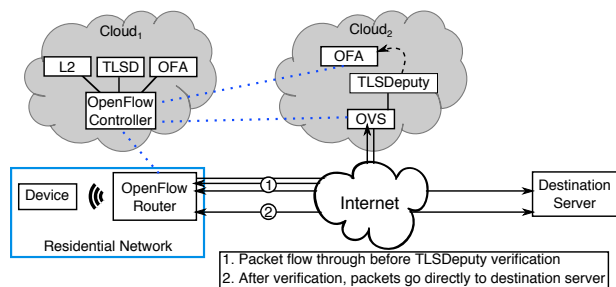 Cloud1
L2 TLSD OFA
OpenFlow
Controller
Cloud2
OFA
TLSDeputy
OVS
Device
OpenFlow
Router
Residential Network
1
2
Internet
Destination
Server
1. Packet flow through before TLSDeputy verification
2. After verification, packets go directly to destination server